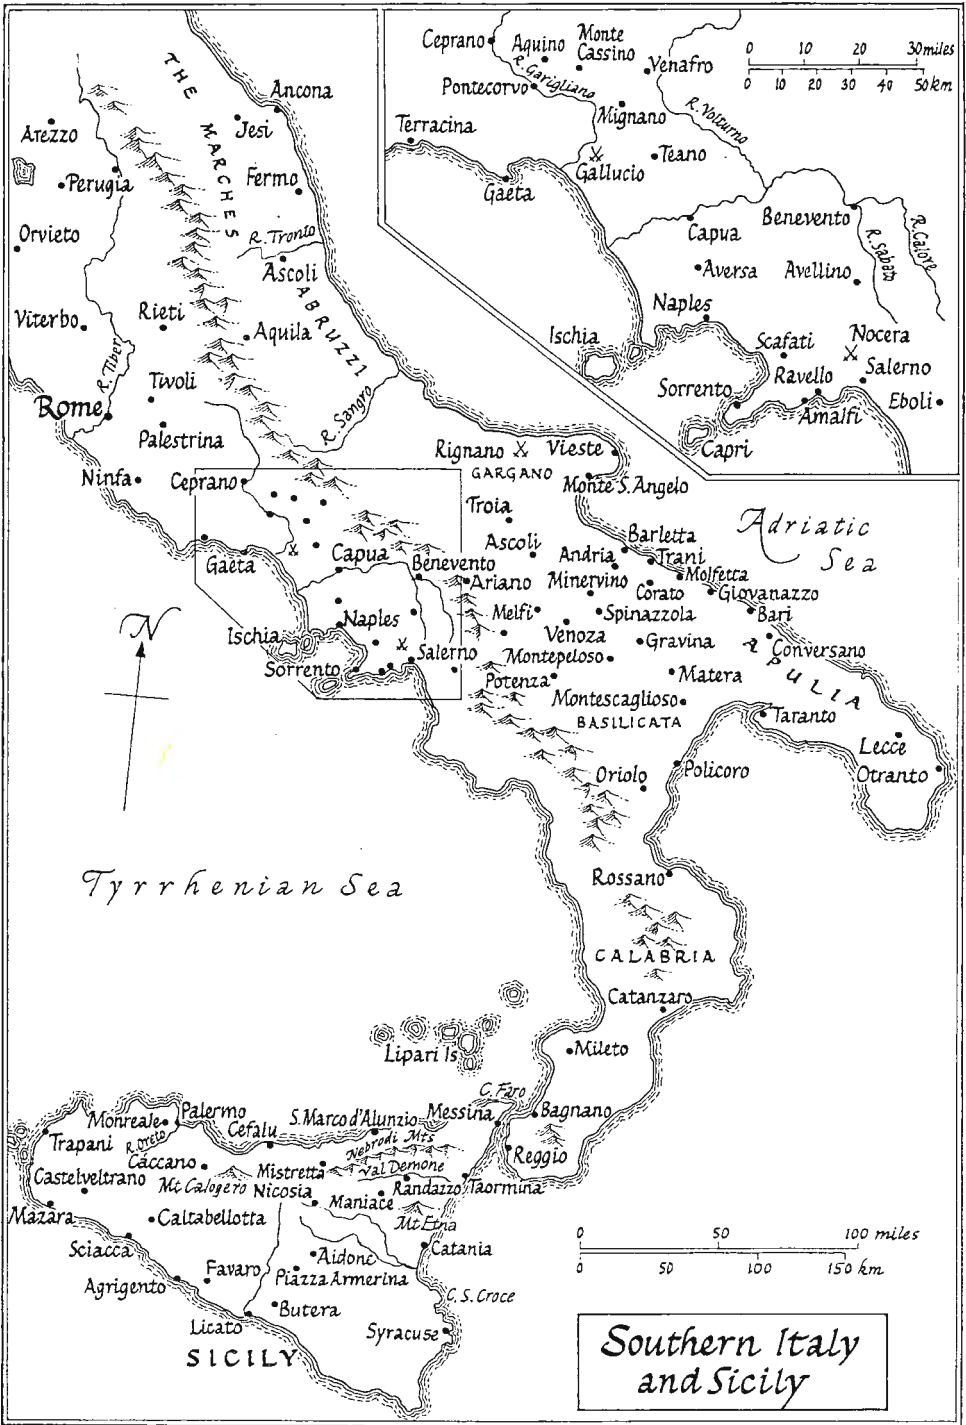 THE MARCHES
Ancona
Jesi
Arezzo
Perugia
Fermo
Orvieto
R. Tronto
Ascoli
ABRUZZI
Viterbo
Rieti
Aquila
R. Tiber
Tivoli
R. Sangro
Rome
Palestrina
Ninfa
Ceprano
Ceprano
Aquino
Monte
Cassino
Venafro
R. Garigliano
Pontecorvo
Mignano
R. Volturno
Terracina
Gallucio
Teano
Gaeta
Benevento
Capua
R. Sabato
R. Calore
Aversa
Avellino
Naples
Ischia
Scafati
Nocera
Salerno
Ravello
Sorrento
Amalfi
Eboli
Capri
0 10 20 30 miles
0 10 20 30 40 50 km
Rignano
Vieste
GARGANO
Monte S. Angelo
Troia
Adriatic
Sea
Ascoli
Barletta
Andria
Trani
Gaeta
Capua
Benevento
Ariano
Minervino
Molfetta
Corato
Giovanazzo
Melfi
Spinazzola
Bari
Naples
Venoza
Gravina
Conversano
APULIA
Ischia
Salerno
Montepeloso
Sorrento
Potenza
Matera
Montescaglioso
BASILICATA
Taranto
Lecce
Otranto
Oriolo
Policoro
N
Tyrrhenian Sea
Rossano
CALABRIA
Catanzaro
Lipari Is
Mileto
C. Faro
Monreale
Palermo
S. Marco d'Alunzio
Messina
Bagnano
Trapani
R. Oreto
Cefalu
Nebrodi Mts
Reggio
Cáccano
Mistretta
Val Demone
Castelveltrano
Mt Calogero
Nicosia
Maniace
Randazzo
Taormina
Mazara
Caltabellotta
Mt Etna
Sciacca
Aidone
Catania
Agrigento
Favaro
Piazza Armerina
C. S. Croce
Butera
Licato
Syracuse
SICILY
0 50 100 miles
0 50 100 150 km
Southern Italy
and Sicily